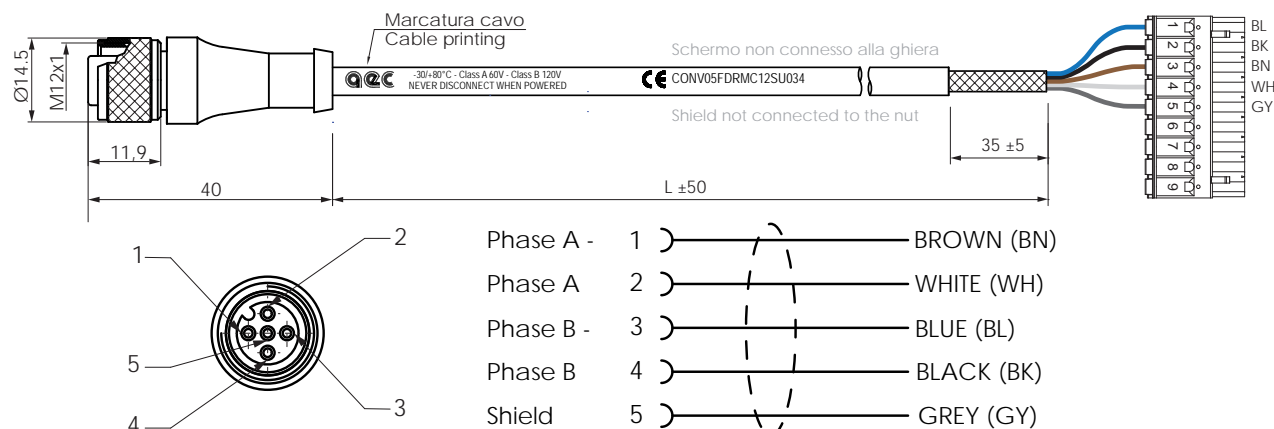 Marcatura cavo
Cable printing
Schermo non connesso alla ghiera
aec -30/+80°C - Class A 60V - Class B 120V
NEVER DISCONNECT WHEN POWERED
CE CONV05FDRMC12SU034
Shield not connected to the nut
Ø14.5
M12x1
11,9
40
L ±50
35 ±5
1 BL
2 BK
3 BN
4 WH
5 GY
6
7
8
9
1
2
3
4
5
Phase A - 1 BROWN (BN)
Phase A 2 WHITE (WH)
Phase B - 3 BLUE (BL)
Phase B 4 BLACK (BK)
Shield 5 GREY (GY)